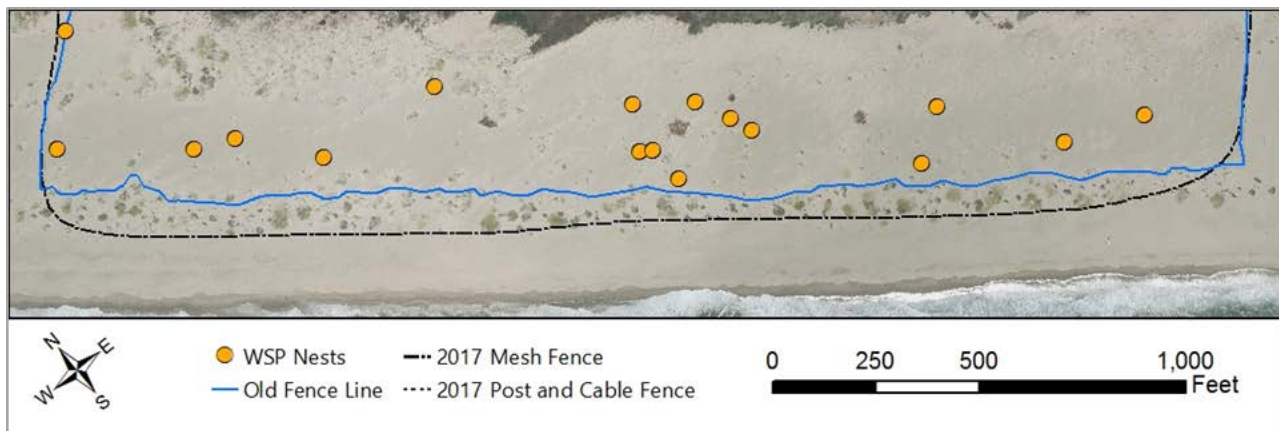 N
E
W
S
WSP Nests
2017 Mesh Fence
Old Fence Line
2017 Post and Cable Fence
0 250 500 1,000
Feet